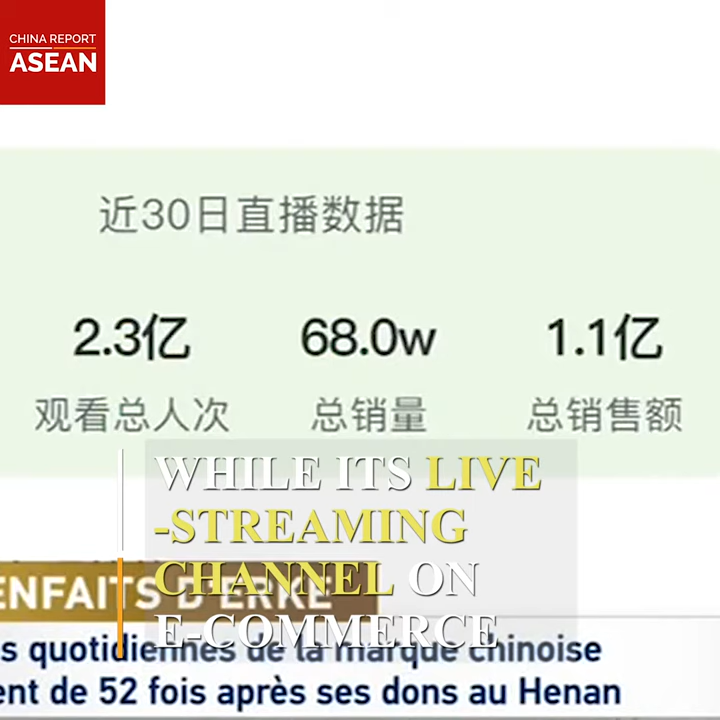 CHINA REPORT
ASEAN
近30日直播数据
2.3亿 68.0w 1.1亿
观看总人次 总销量 总销售额
WHILE ITS LIVE
-STREAMING
CHANNEL ON
E-COMMERCE
ENFAITS D'ERKE
s quotidiennes de la marque chinoise
ent de 52 fois après ses dons au Henan